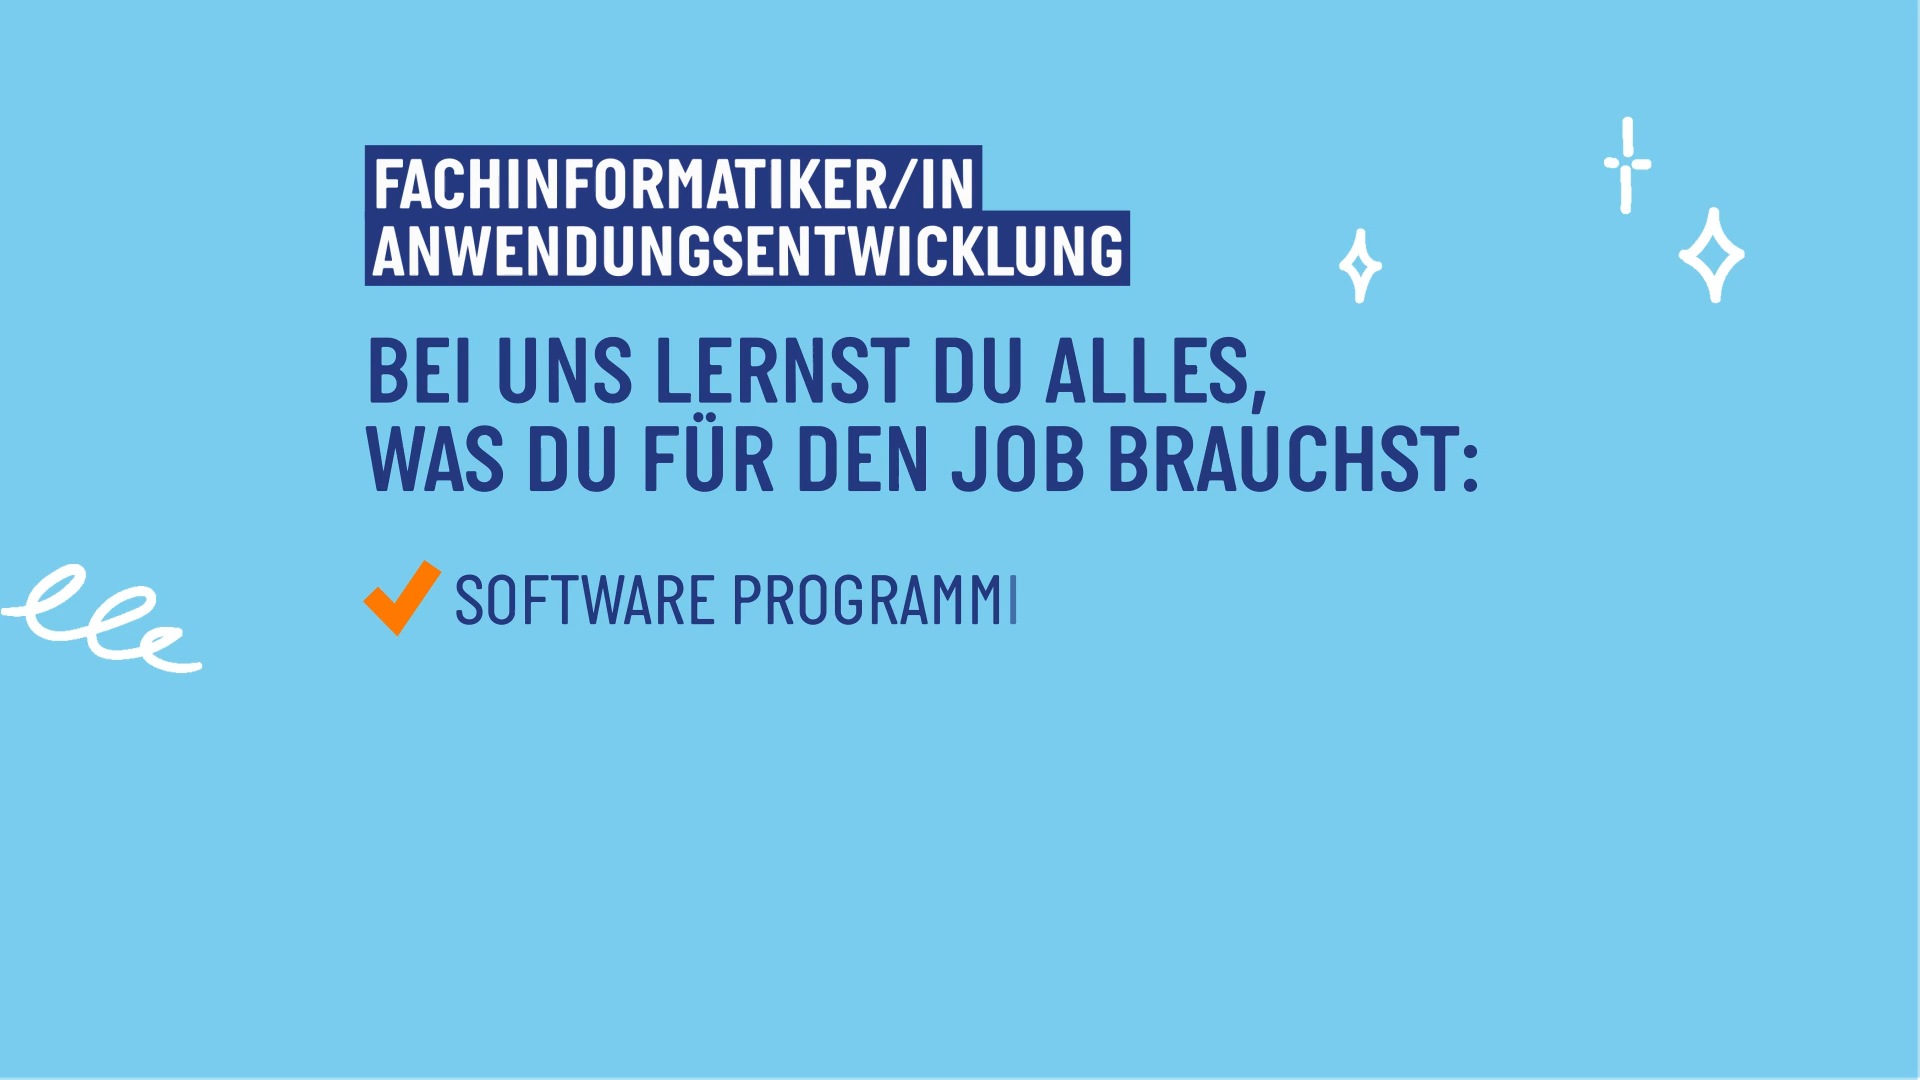 FACHINFORMATIKER/IN
ANWENDUNGSENTWICKLUNG
BEI UNS LERNST DU ALLES,
WAS DU FÜR DEN JOB BRAUCHST:
SOFTWARE PROGRAMMI